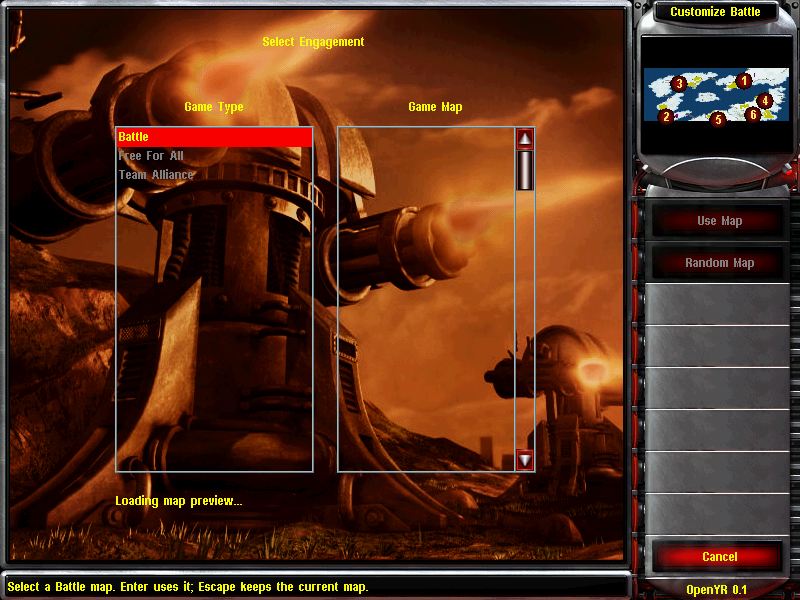 Customize Battle
Select Engagement
Game Type
Game Map
Battle
Free For All
Team Alliance
3
1
4
2
5
6
Use Map
Random Map
Loading map preview...
Cancel
Select a Battle map. Enter uses it; Escape keeps the current map.
OpenYR 0.1